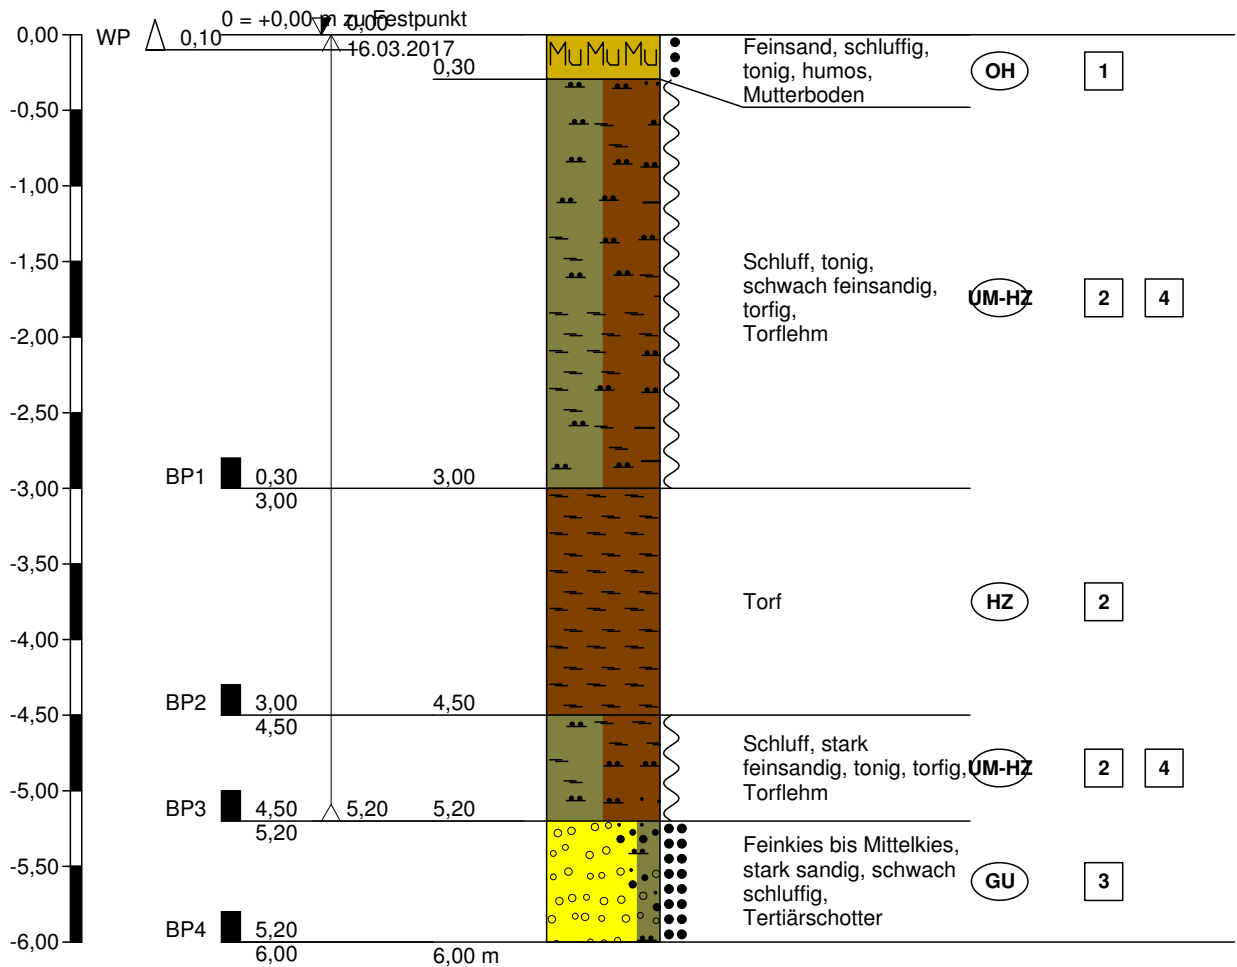 0 = +0,00 m zu Festpunkt
0,00
0,00
WP
0,10
16.03.2017
0,30
Mu Mu Mu
Feinsand, schluffig,
tonig, humos,
Mutterboden
OH
1
-0,50
-1,00
-1,50
Schluff, tonig,
schwach feinsandig,
torfig,
Torflehm
UM-HZ
2
4
-2,00
-2,50
BP1
0,30
3,00
-3,00
3,00
-3,50
Torf
HZ
2
-4,00
BP2
3,00
4,50
-4,50
4,50
Schluff, stark
feinsandig, tonig, torfig,
Torflehm
UM-HZ
2
4
-5,00
BP3
4,50
5,20
5,20
5,20
-5,50
Feinkies bis Mittelkies,
stark sandig, schwach
schluffig,
Tertiärschotter
GU
3
BP4
5,20
-6,00
6,00
6,00 m